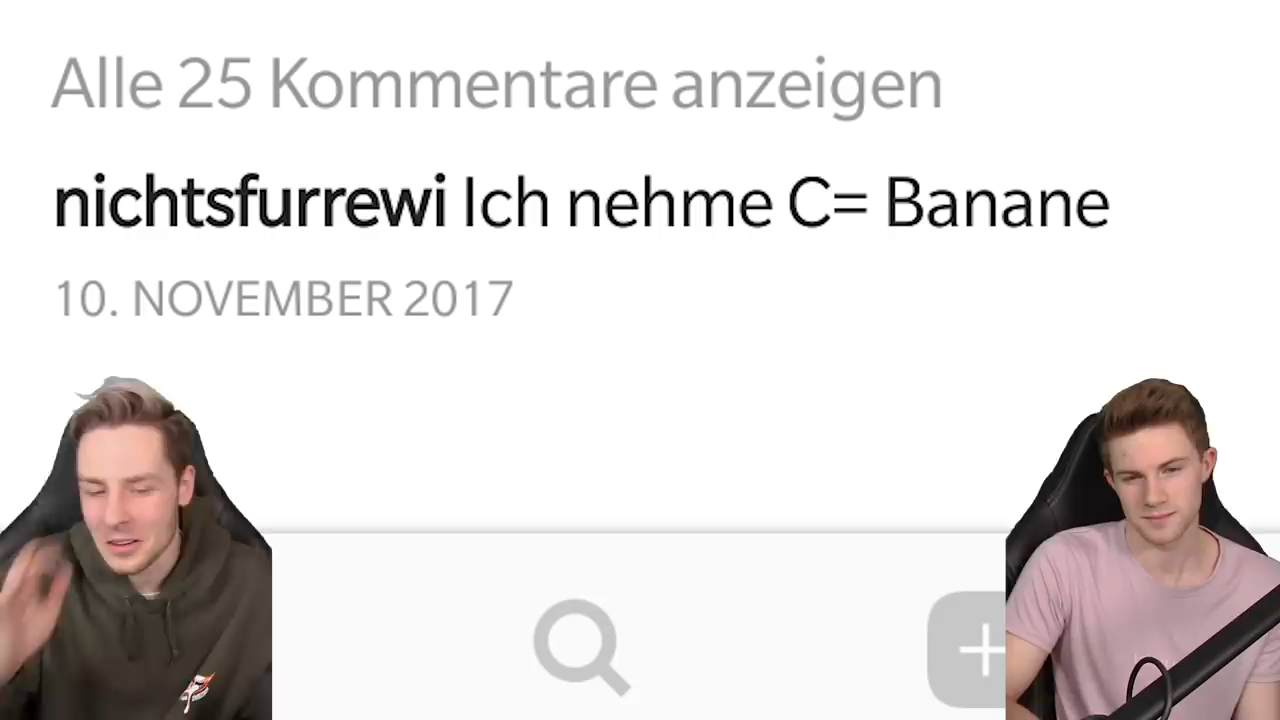 Alle 25 Kommentare anzeigen
nichtsfurrewi Ich nehme C= Banane
10. NOVEMBER 2017